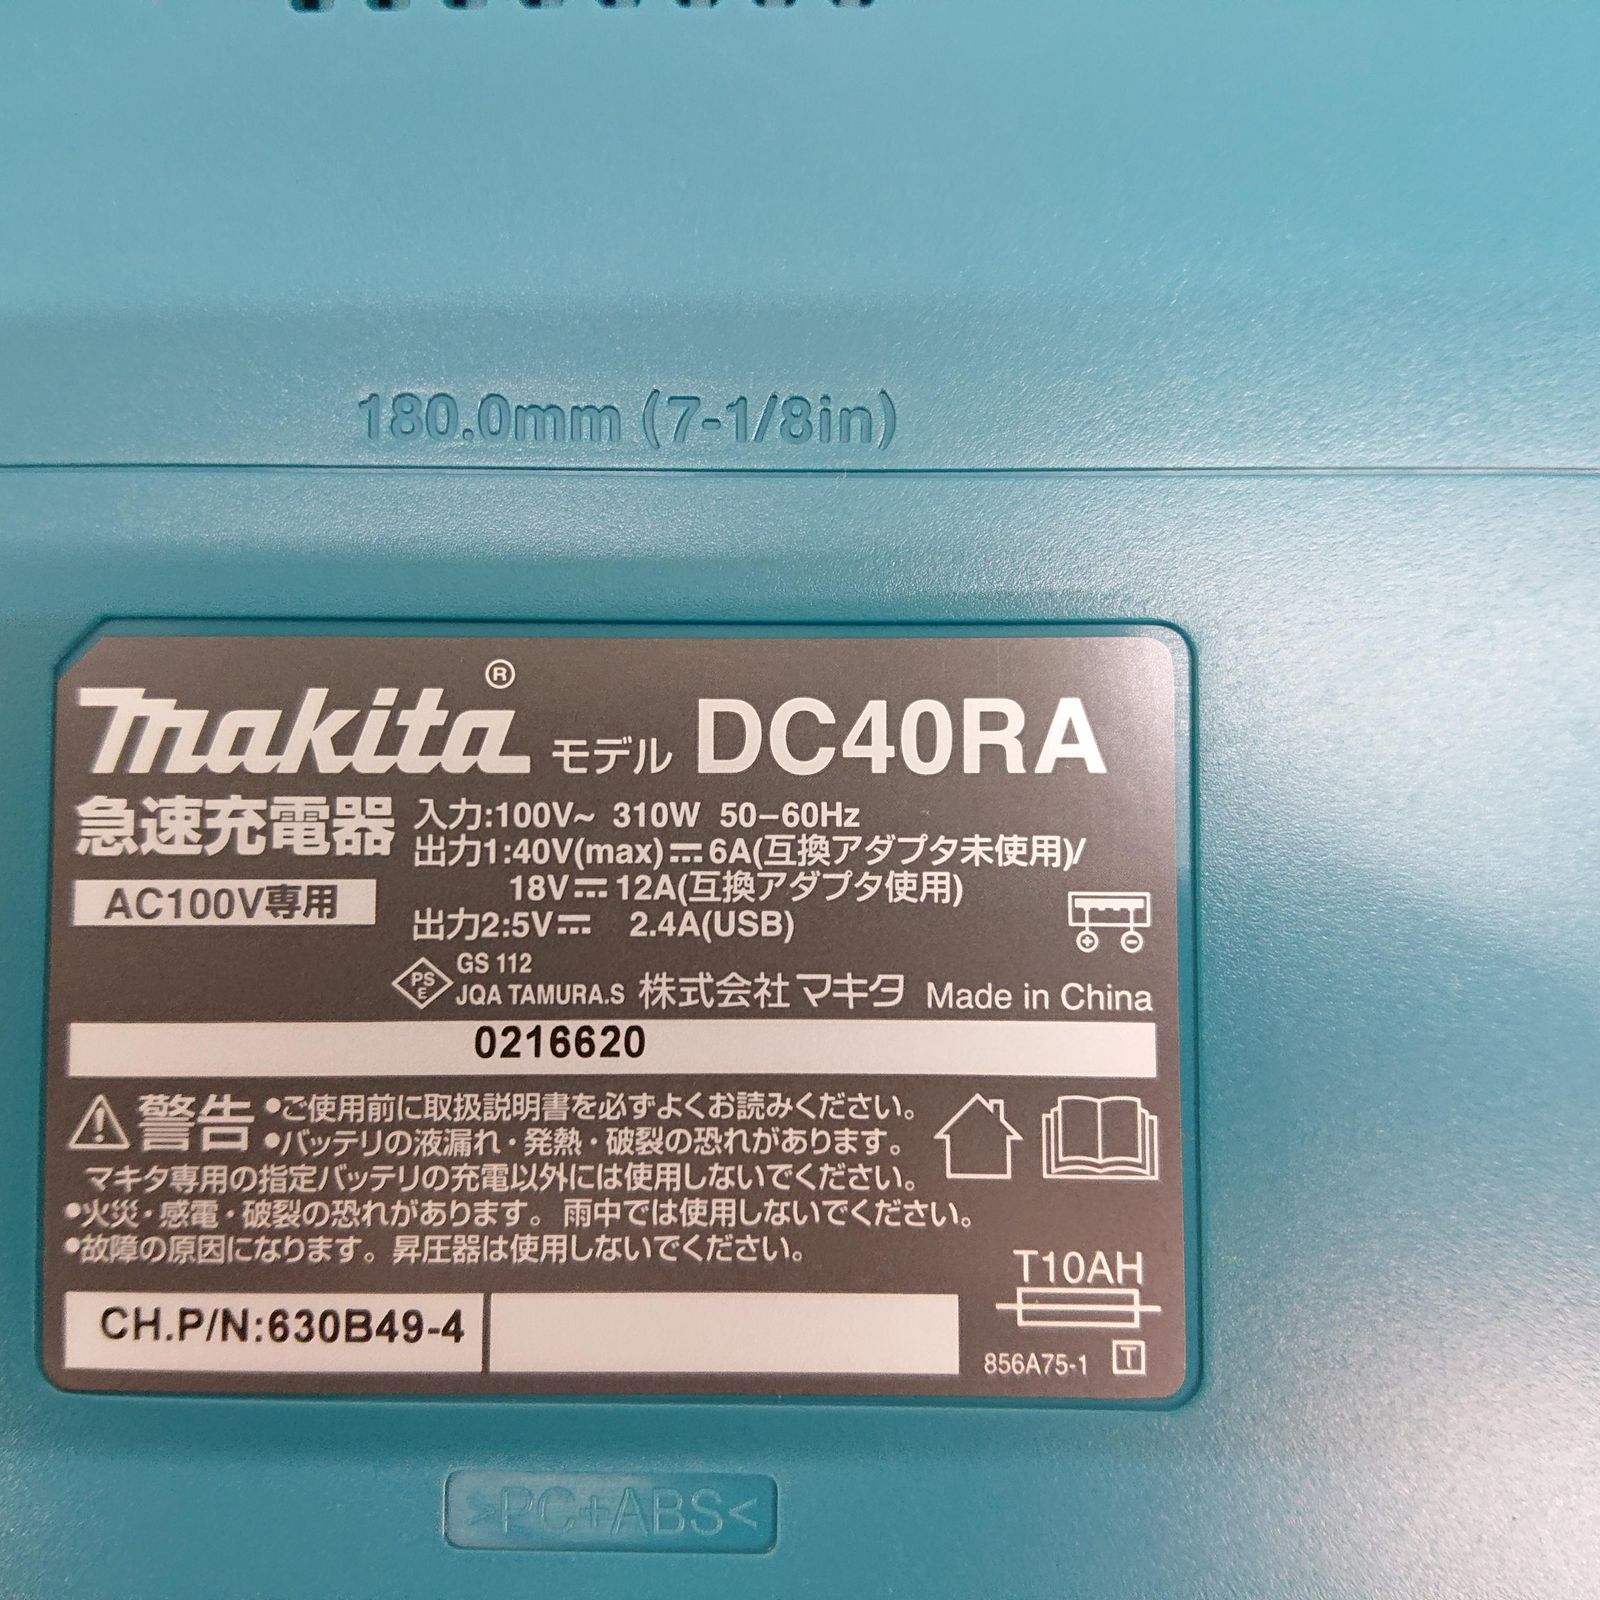 180.0mm (7-1/8in)
makita® モデル DC40RA
急速充電器
AC100V専用
入力:100V~ 310W 50-60Hz
出力1:40V(max)⎓6A(互換アダプタ未使用)/
18V⎓12A(互換アダプタ使用)
出力2:5V⎓ 2.4A(USB)
PS
E
GS 112
JQA TAMURA.S 株式会社 マキタ Made in China
0216620
警告 •ご使用前に取扱説明書を必ずよくお読みください。
•バッテリの液漏れ・発熱・破裂の恐れがあります。
マキタ専用の指定バッテリの充電以外には使用しないでください。
•火災・感電・破裂の恐れがあります。雨中では使用しないでください。
•故障の原因になります。昇圧器は使用しないでください。
T10AH
CH.P/N:630B49-4
856A75-1 T
>PC+ABS<